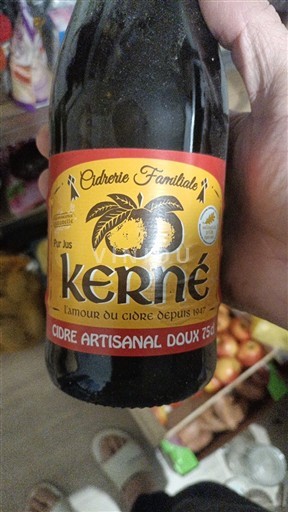 Cidrerie Familiale
Pur Jus
KERNÉ
L'AMOUR DU CIDRE DEPUIS 1947
CIDRE ARTISANAL DOUX 75cl